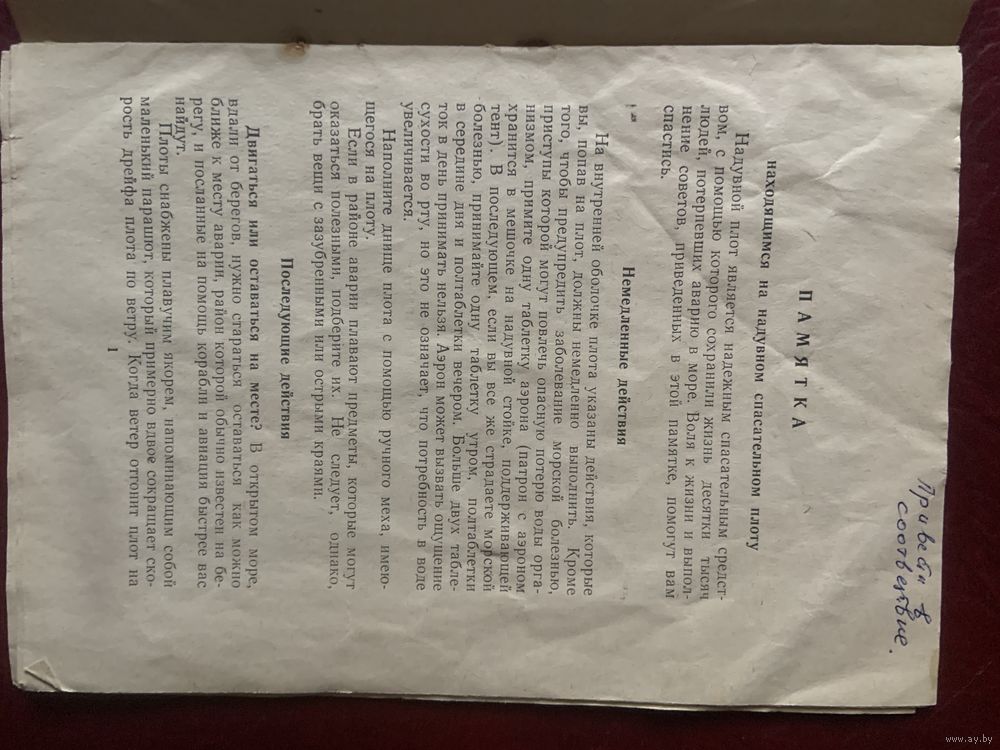 Привести в
соответствие.
ПАМЯТКА
находящимся на надувном спасательном плоту
Надувной плот является надежным спасательным средст-
вом, с помощью которого сохранили жизнь десятки тысяч
людей, потерпевших аварию в море. Воля к жизни и выпол-
нение советов, приведенных в этой памятке, помогут вам
спастись.
Немедленные действия
На внутренней оболочке плота указаны действия, которые
вы, попав на плот, должны немедленно выполнить. Кроме
того, чтобы предупредить заболевание морской болезнью,
приступы которой могут повлечь опасную потерю воды орга-
низмом, примите одну таблетку аэрона (патрон с аэроном
хранится в мешочке на надувной стойке, поддерживающей
тент). В последующем, если вы все же страдаете морской
болезнью, принимайте одну таблетку утром, полтаблетки
в середине дня и полтаблетки вечером. Больше двух табле-
ток в день принимать нельзя. Аэрон может вызвать ощущение
сухости во рту, но это не означает, что потребность в воде
увеличивается.
Наполните днище плота с помощью ручного меха, имею-
щегося на плоту.
Если в районе аварии плавают предметы, которые могут
оказаться полезными, подберите их. Не следует, однако,
брать вещи с зазубренными или острыми краями.
Последующие действия
Двигаться или оставаться на месте? В открытом море,
вдали от берегов, нужно стараться оставаться как можно
ближе к месту аварии, район которой обычно известен на бе-
регу, и посланные на помощь корабли и авиация быстрее вас
найдут.
Плоты снабжены плавучим якорем, напоминающим собой
маленький парашют, который примерно вдвое сокращает ско-
рость дрейфа плота по ветру. Когда ветер отгонит плот на
1
www.ay.by